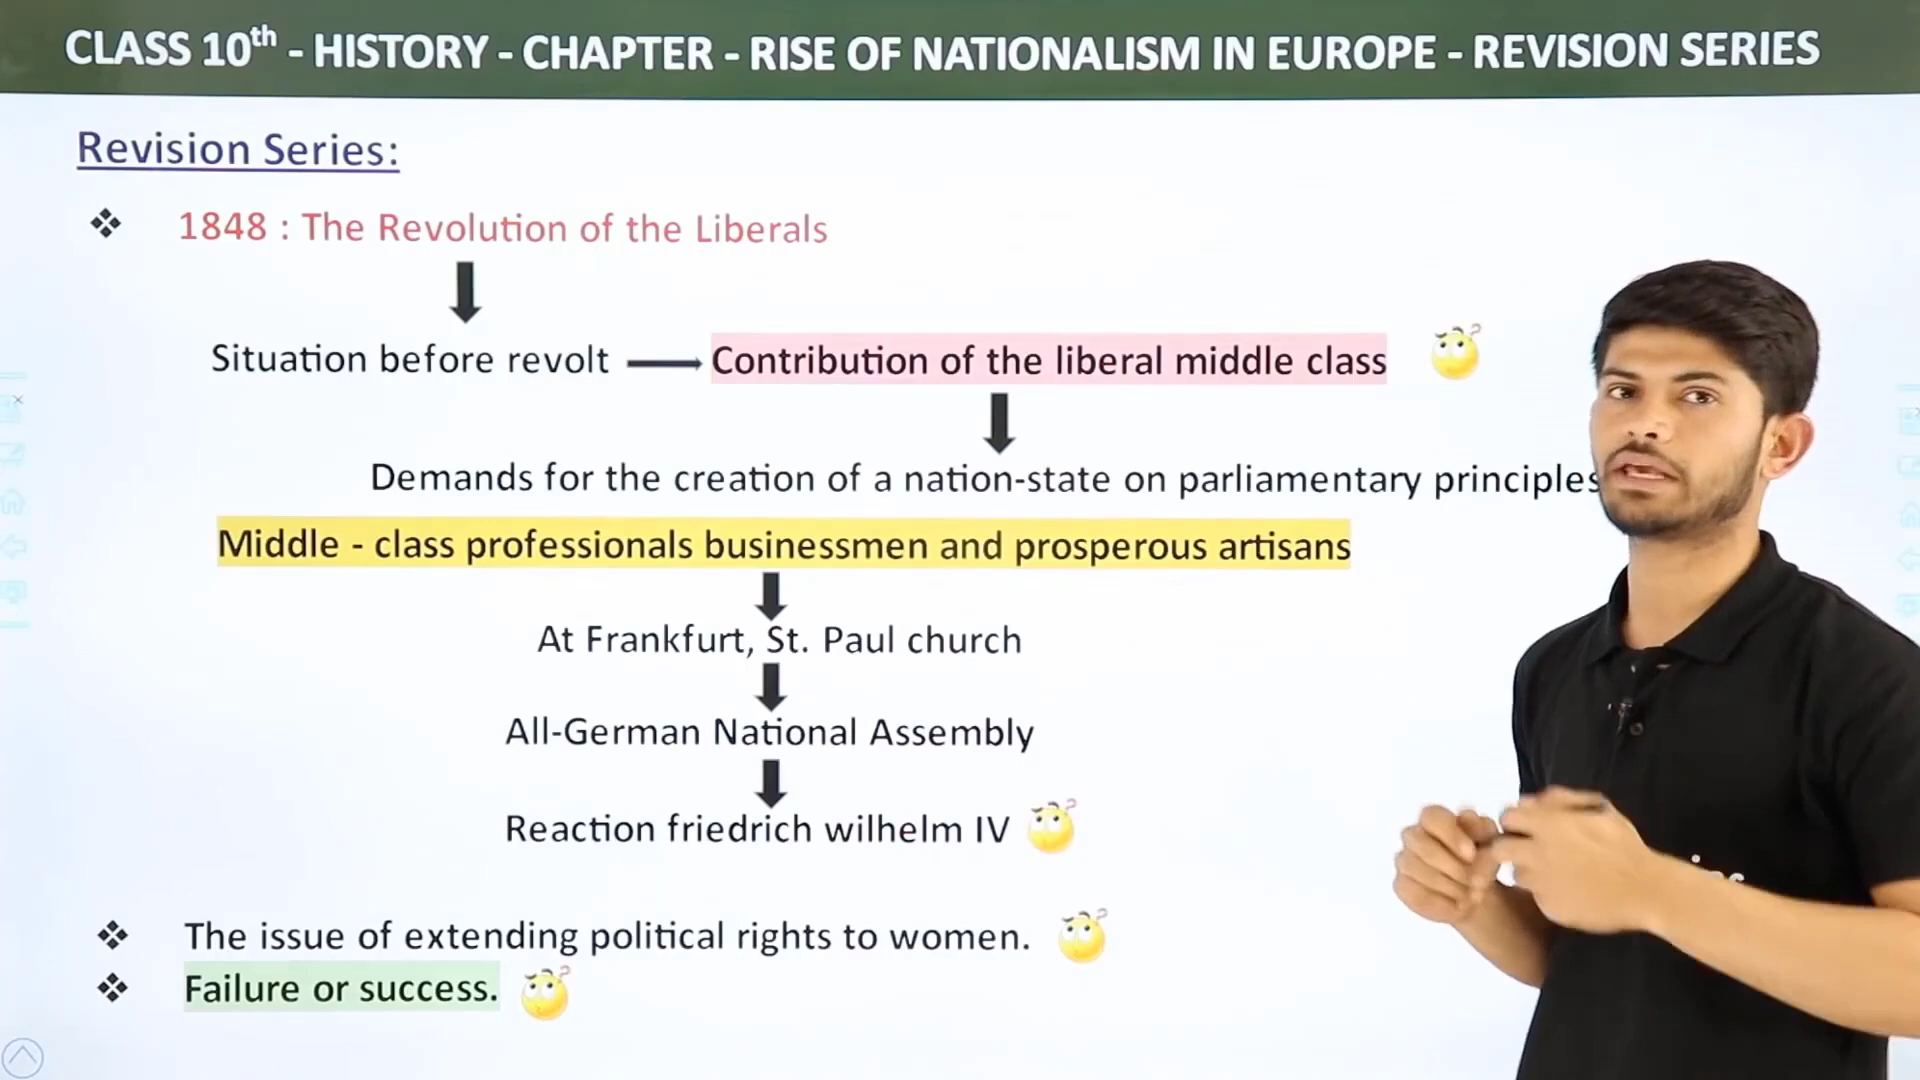 CLASS 10th - HISTORY - CHAPTER - RISE OF NATIONALISM IN EUROPE - REVISION SERIES
Revision Series:
1848 : The Revolution of the Liberals
Situation before revolt
Contribution of the liberal middle class
Demands for the creation of a nation-state on parliamentary principles
Middle - class professionals businessmen and prosperous artisans
At Frankfurt, St. Paul church
All-German National Assembly
Reaction friedrich wilhelm IV
The issue of extending political rights to women.
Failure or success.